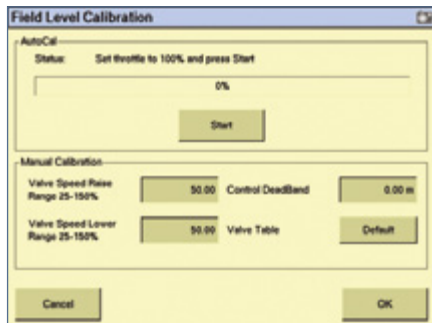 Field Level Calibration
AutoCal
Status: Set throttle to 100% and press Start
0%
Start
Manual Calibration
Valve Speed Raise Range 25-150% 50.00 Control DeadBand 0.00 m
Valve Speed Lower Range 25-150% 50.00 Valve Table Default
Cancel OK